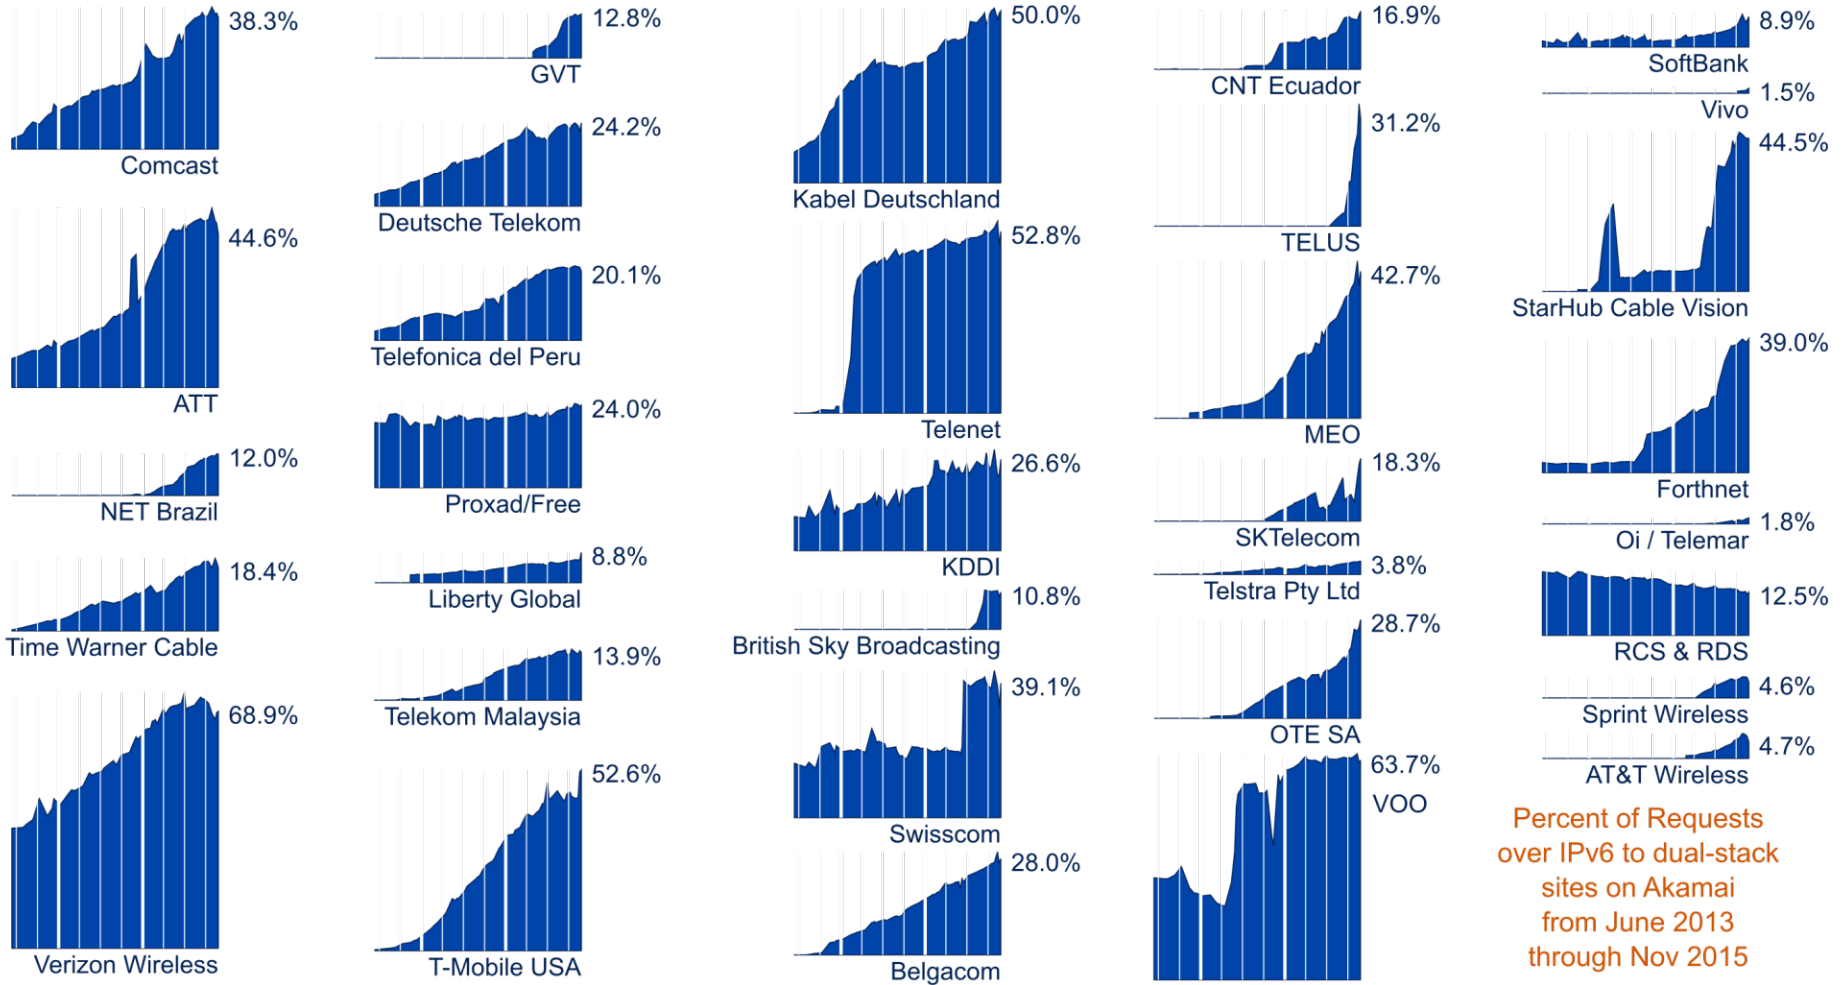 38.3%
Comcast
44.6%
ATT
12.0%
NET Brazil
18.4%
Time Warner Cable
68.9%
Verizon Wireless
12.8%
GVT
24.2%
Deutsche Telekom
20.1%
Telefonica del Peru
24.0%
Proxad/Free
8.8%
Liberty Global
13.9%
Telekom Malaysia
52.6%
T-Mobile USA
50.0%
Kabel Deutschland
52.8%
Telenet
26.6%
KDDI
10.8%
British Sky Broadcasting
39.1%
Swisscom
28.0%
Belgacom
16.9%
CNT Ecuador
31.2%
TELUS
42.7%
MEO
18.3%
SKTelecom
3.8%
Telstra Pty Ltd
28.7%
OTE SA
63.7%
VOO
8.9%
SoftBank
1.5%
Vivo
44.5%
StarHub Cable Vision
39.0%
Forthnet
1.8%
Oi / Telemar
12.5%
RCS & RDS
4.6%
Sprint Wireless
4.7%
AT&T Wireless
Percent of Requests
over IPv6 to dual-stack
sites on Akamai
from June 2013
through Nov 2015